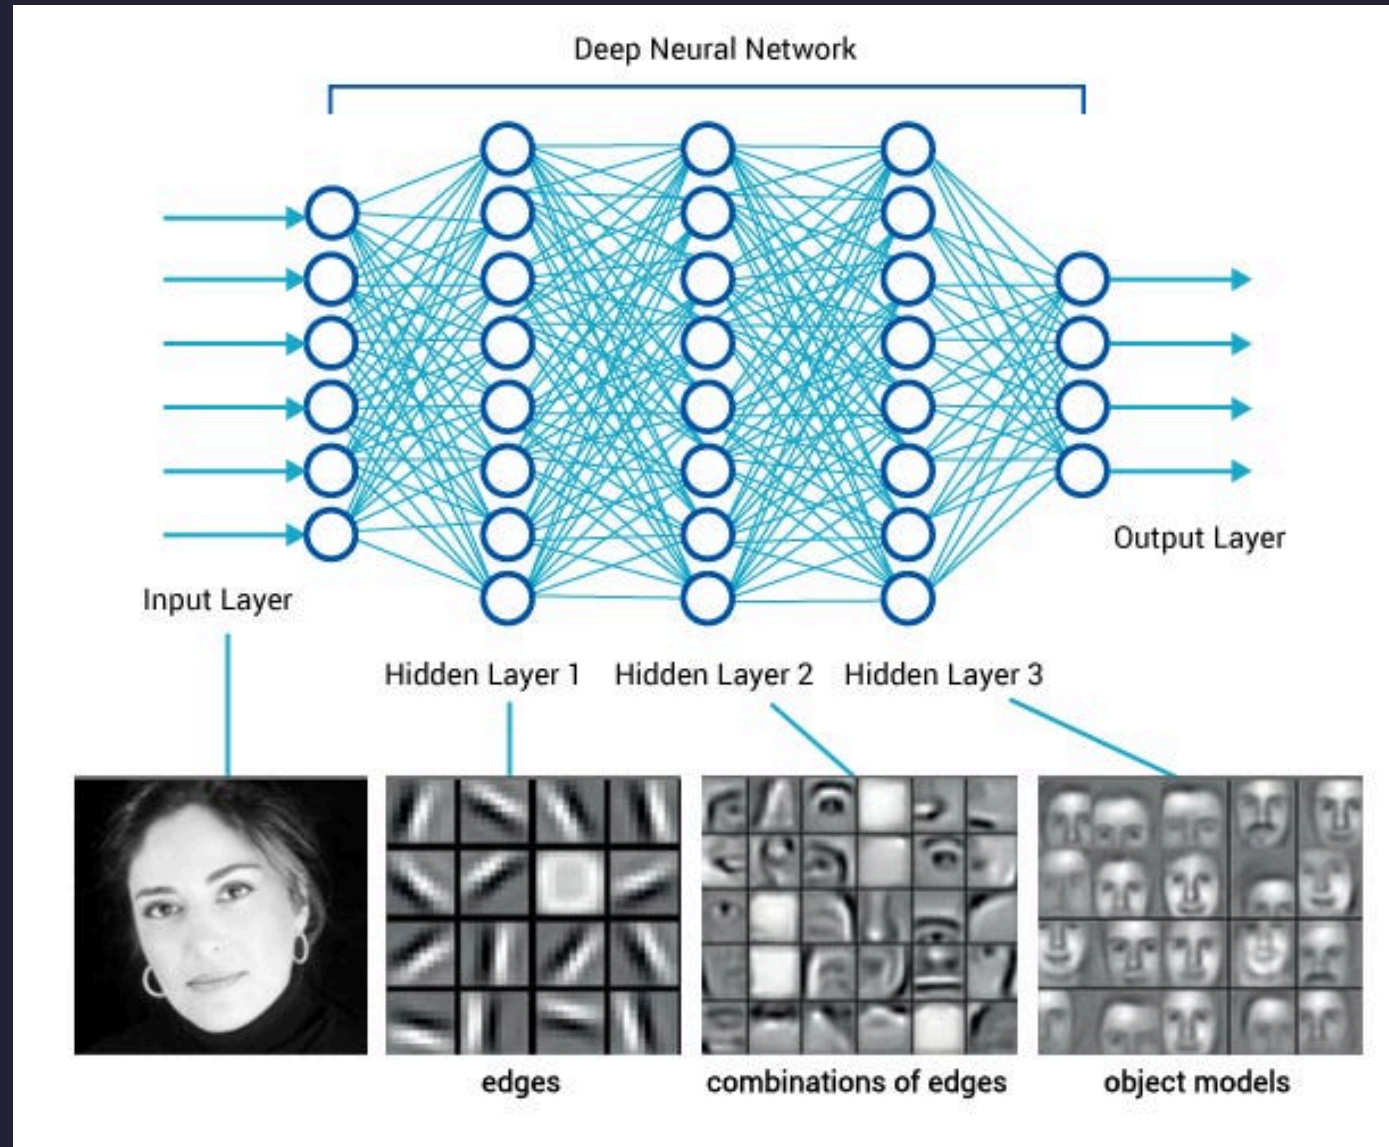 Deep Neural Network
Output Layer
Input Layer
Hidden Layer 1
Hidden Layer 2
Hidden Layer 3
edges
combinations of edges
object models